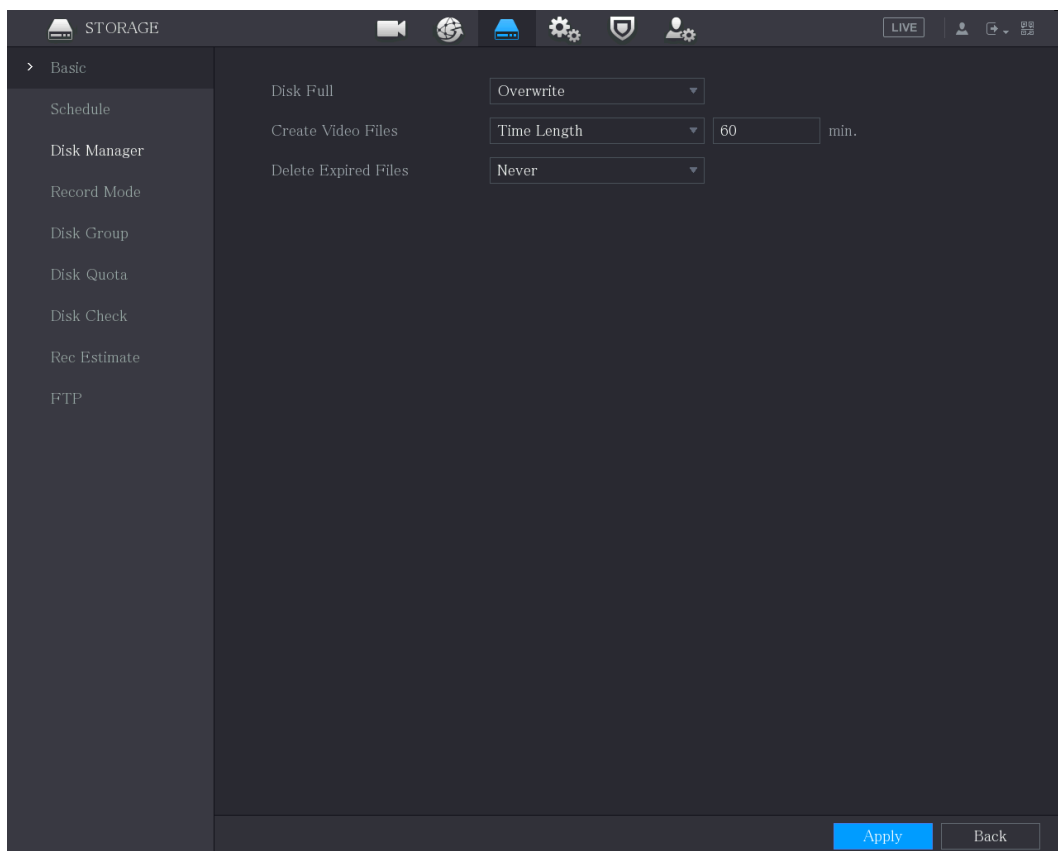 STORAGE
LIVE
Basic
Schedule
Disk Manager
Record Mode
Disk Group
Disk Quota
Disk Check
Rec Estimate
FTP
Disk Full Overwrite
Create Video Files Time Length 60 min.
Delete Expired Files Never
Apply Back